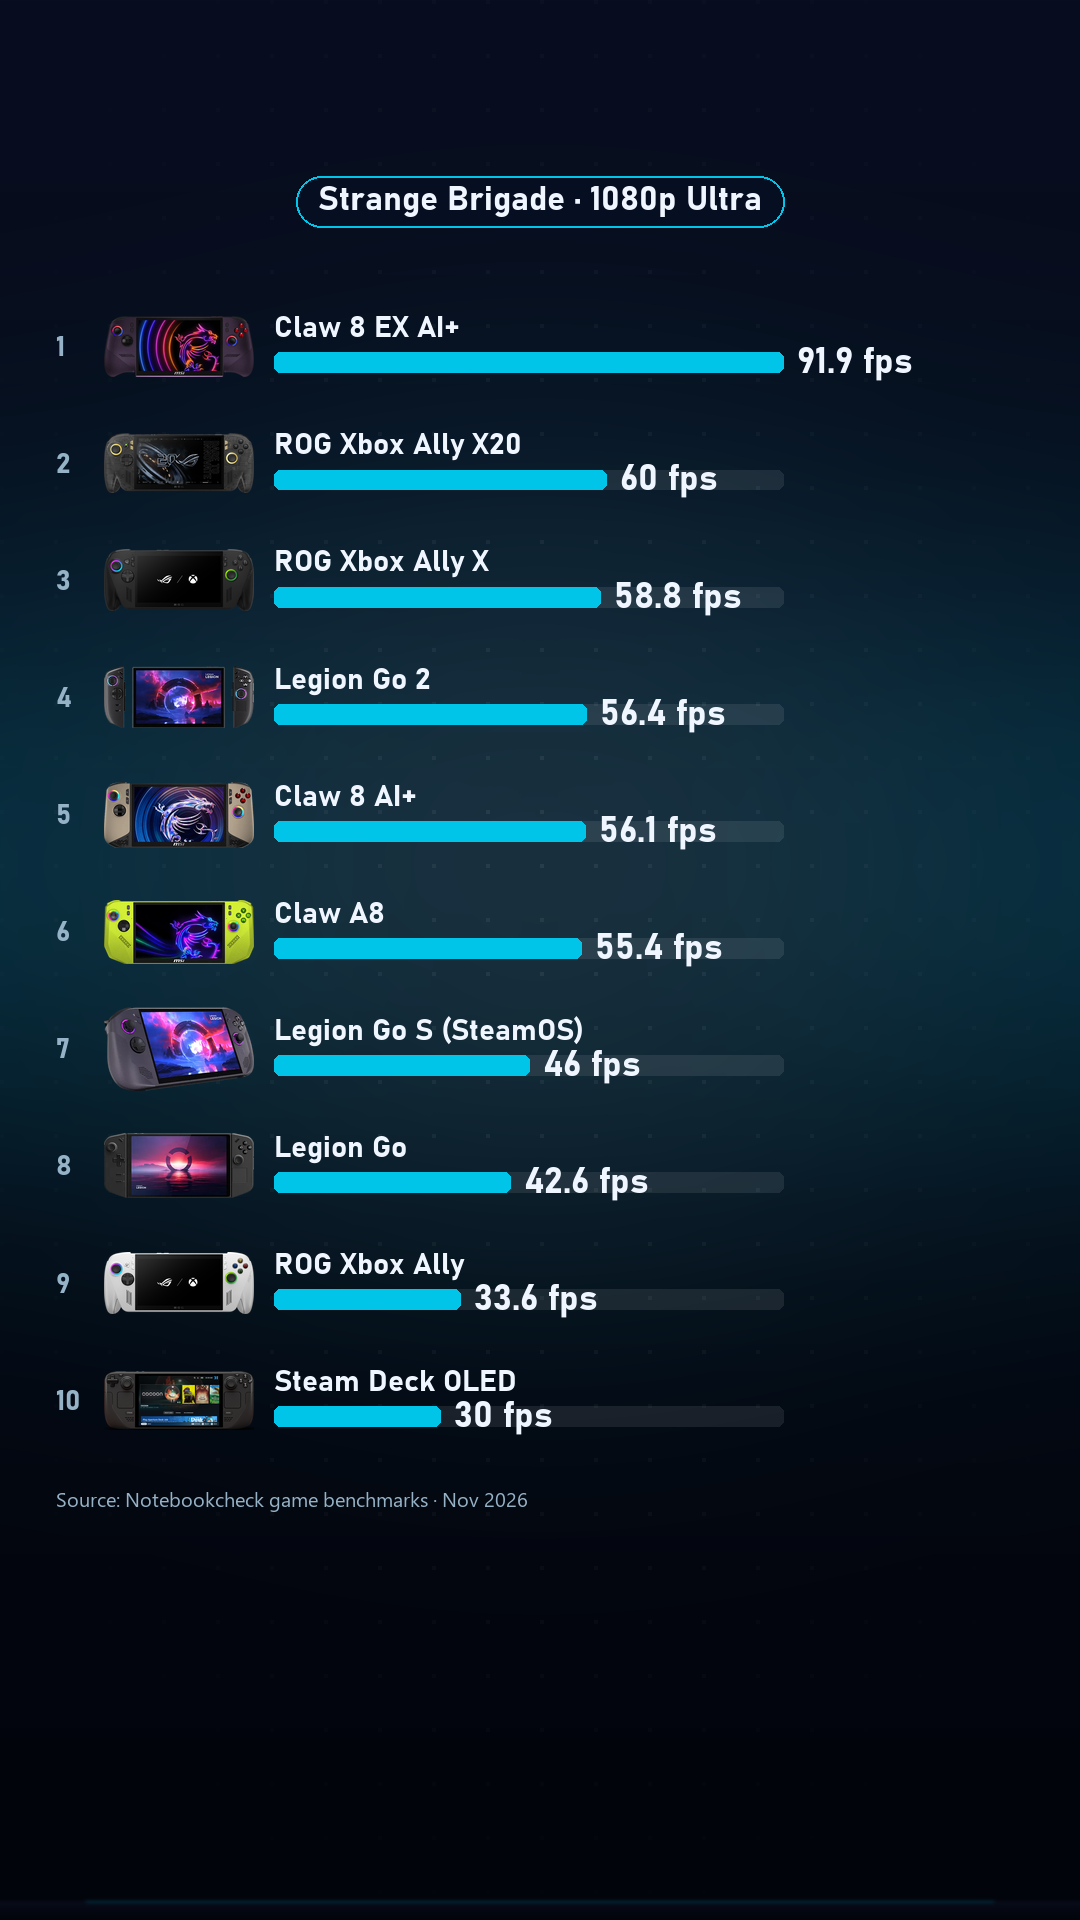 Strange Brigade · 1080p Ultra
1
Claw 8 EX AI+
91.9 fps
2
ROG Xbox Ally X20
60 fps
3
ROG Xbox Ally X
58.8 fps
4
Legion Go 2
56.4 fps
5
Claw 8 AI+
56.1 fps
6
Claw A8
55.4 fps
7
Legion Go S (SteamOS)
46 fps
8
Legion Go
42.6 fps
9
ROG Xbox Ally
33.6 fps
10
Steam Deck OLED
30 fps
Source: Notebookcheck game benchmarks · Nov 2026